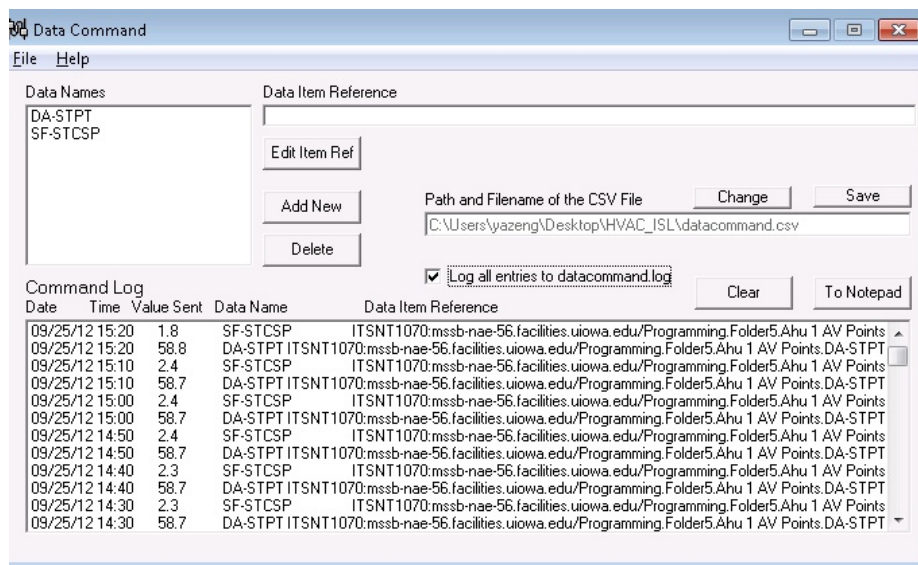 Data Command
File Help
Data Names
Data Item Reference
DA-STPT
SF-STCSP
Edit Item Ref
Add New
Delete
Path and Filename of the CSV File
Change
Save
C:\Users\yazeng\Desktop\HVAC_ISL\datacommand.csv
Log all entries to datacommand.log
Clear
To Notepad
Command Log
Date Time Value Sent Data Name Data Item Reference
09/25/12 15:20 1.8 SF-STCSP ITSNT1070:mssb-nae-56.facilities.uiowa.edu/Programming.Folder5.Ahu 1 AV Points
09/25/12 15:20 58.8 DA-STPT ITSNT1070:mssb-nae-56.facilities.uiowa.edu/Programming.Folder5.Ahu 1 AV Points.DA-STPT
09/25/12 15:10 2.4 SF-STCSP ITSNT1070:mssb-nae-56.facilities.uiowa.edu/Programming.Folder5.Ahu 1 AV Points
09/25/12 15:10 58.7 DA-STPT ITSNT1070:mssb-nae-56.facilities.uiowa.edu/Programming.Folder5.Ahu 1 AV Points.DA-STPT
09/25/12 15:00 2.4 SF-STCSP ITSNT1070:mssb-nae-56.facilities.uiowa.edu/Programming.Folder5.Ahu 1 AV Points
09/25/12 15:00 58.7 DA-STPT ITSNT1070:mssb-nae-56.facilities.uiowa.edu/Programming.Folder5.Ahu 1 AV Points.DA-STPT
09/25/12 14:50 2.4 SF-STCSP ITSNT1070:mssb-nae-56.facilities.uiowa.edu/Programming.Folder5.Ahu 1 AV Points
09/25/12 14:50 58.7 DA-STPT ITSNT1070:mssb-nae-56.facilities.uiowa.edu/Programming.Folder5.Ahu 1 AV Points.DA-STPT
09/25/12 14:40 2.3 SF-STCSP ITSNT1070:mssb-nae-56.facilities.uiowa.edu/Programming.Folder5.Ahu 1 AV Points
09/25/12 14:40 58.7 DA-STPT ITSNT1070:mssb-nae-56.facilities.uiowa.edu/Programming.Folder5.Ahu 1 AV Points.DA-STPT
09/25/12 14:30 2.3 SF-STCSP ITSNT1070:mssb-nae-56.facilities.uiowa.edu/Programming.Folder5.Ahu 1 AV Points
09/25/12 14:30 58.7 DA-STPT ITSNT1070:mssb-nae-56.facilities.uiowa.edu/Programming.Folder5.Ahu 1 AV Points.DA-STPT